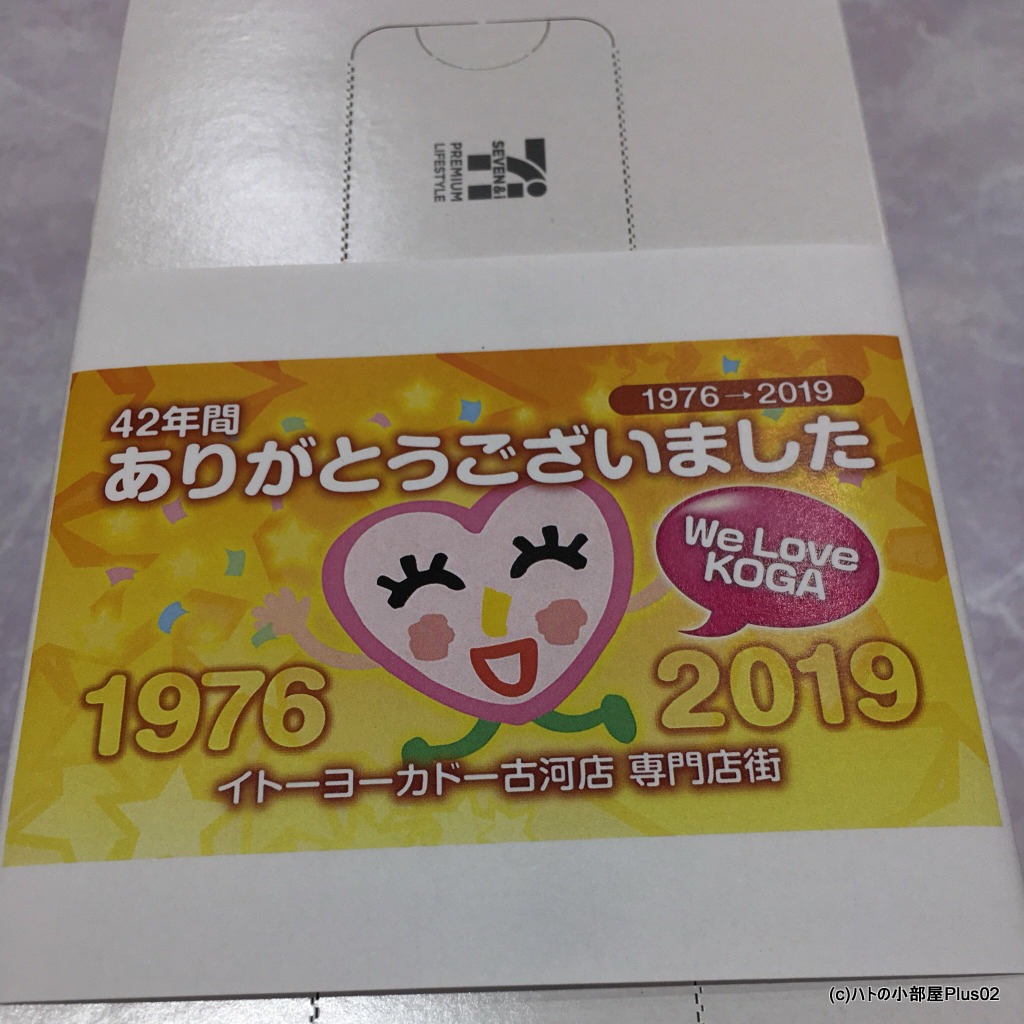 SEVEN&i
PREMIUM
LIFESTYLE
1976→2019
42年間
ありがとうございました
We Love
KOGA
1976
2019
イトーヨーカドー古河店 専門店街
(c)ハトの小部屋Plus02